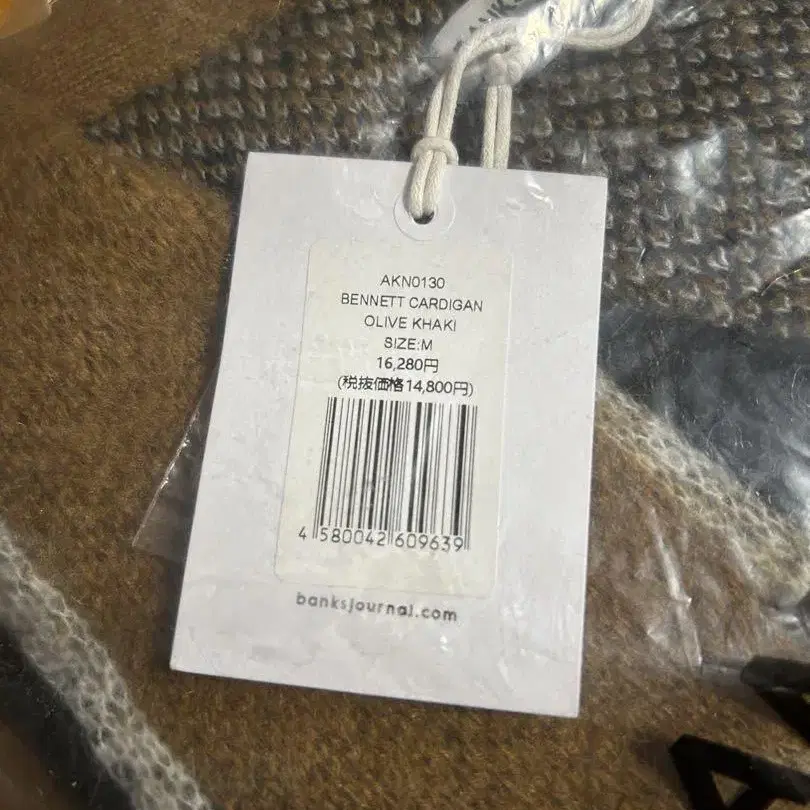 BANKS
AKN0130
BENNETT CARDIGAN
OLIVE KHAKI
SIZE:M
16,280円
(税抜価格14,800円)
4 580042 609639
banksjournal.com